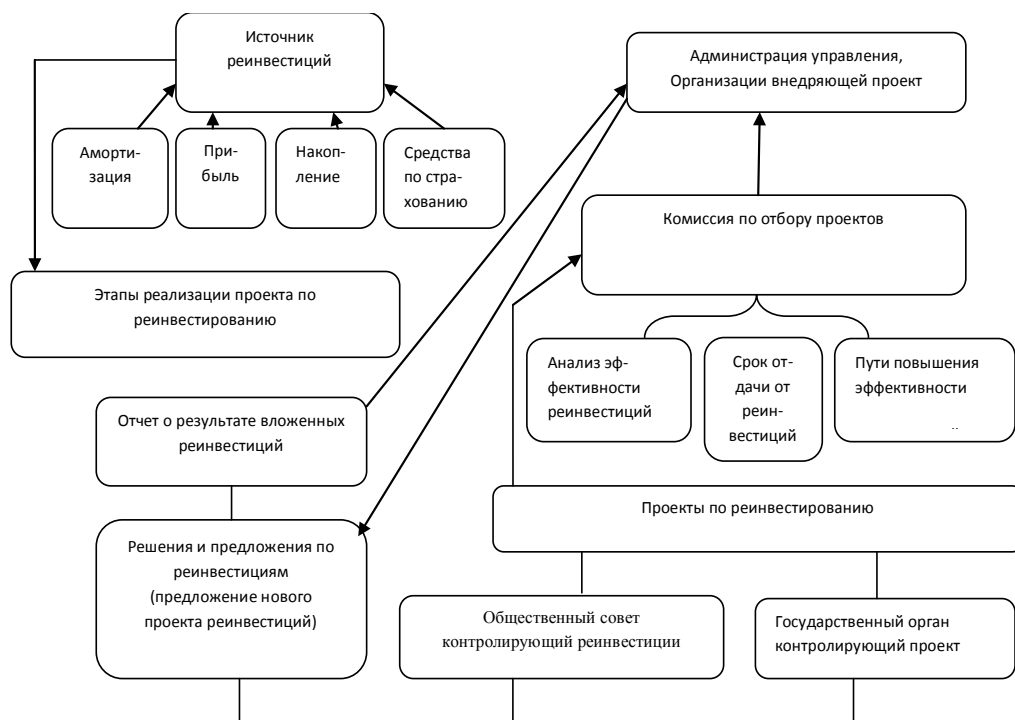 Источник
реинвестиций
Администрация управления,
Организации внедряющей проект
Аморти-
зация
При-
быль
Накоп-
ление
Средства
по стра-
хованию
Комиссия по отбору проектов
Этапы реализации проекта по
реинвестированию
Анализ эф-
фективности
реинвестиций
Срок от-
дачи от
реин-
вестиций
Пути повышения
эффективности
Отчет о результате вложенных
реинвестиций
Проекты по реинвестированию
Решения и предложения по
реинвестициям
(предложение нового
проекта реинвестиций)
Общественный совет
контролирующий реинвестиции
Государственный орган
контролирующий проект